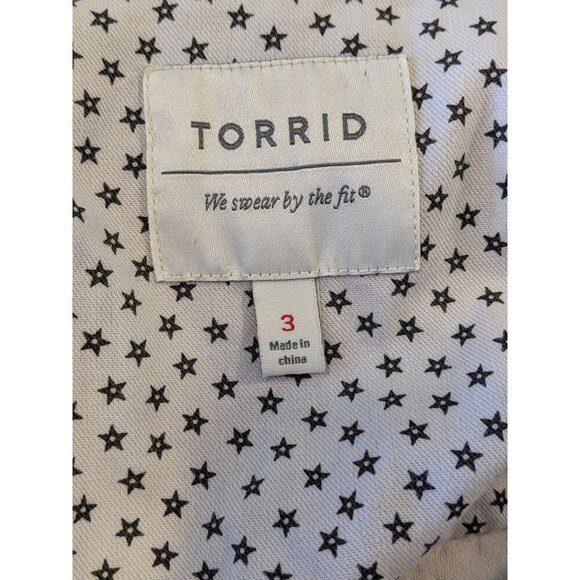 TORRID
We swear by the fit®
3
Made in
china